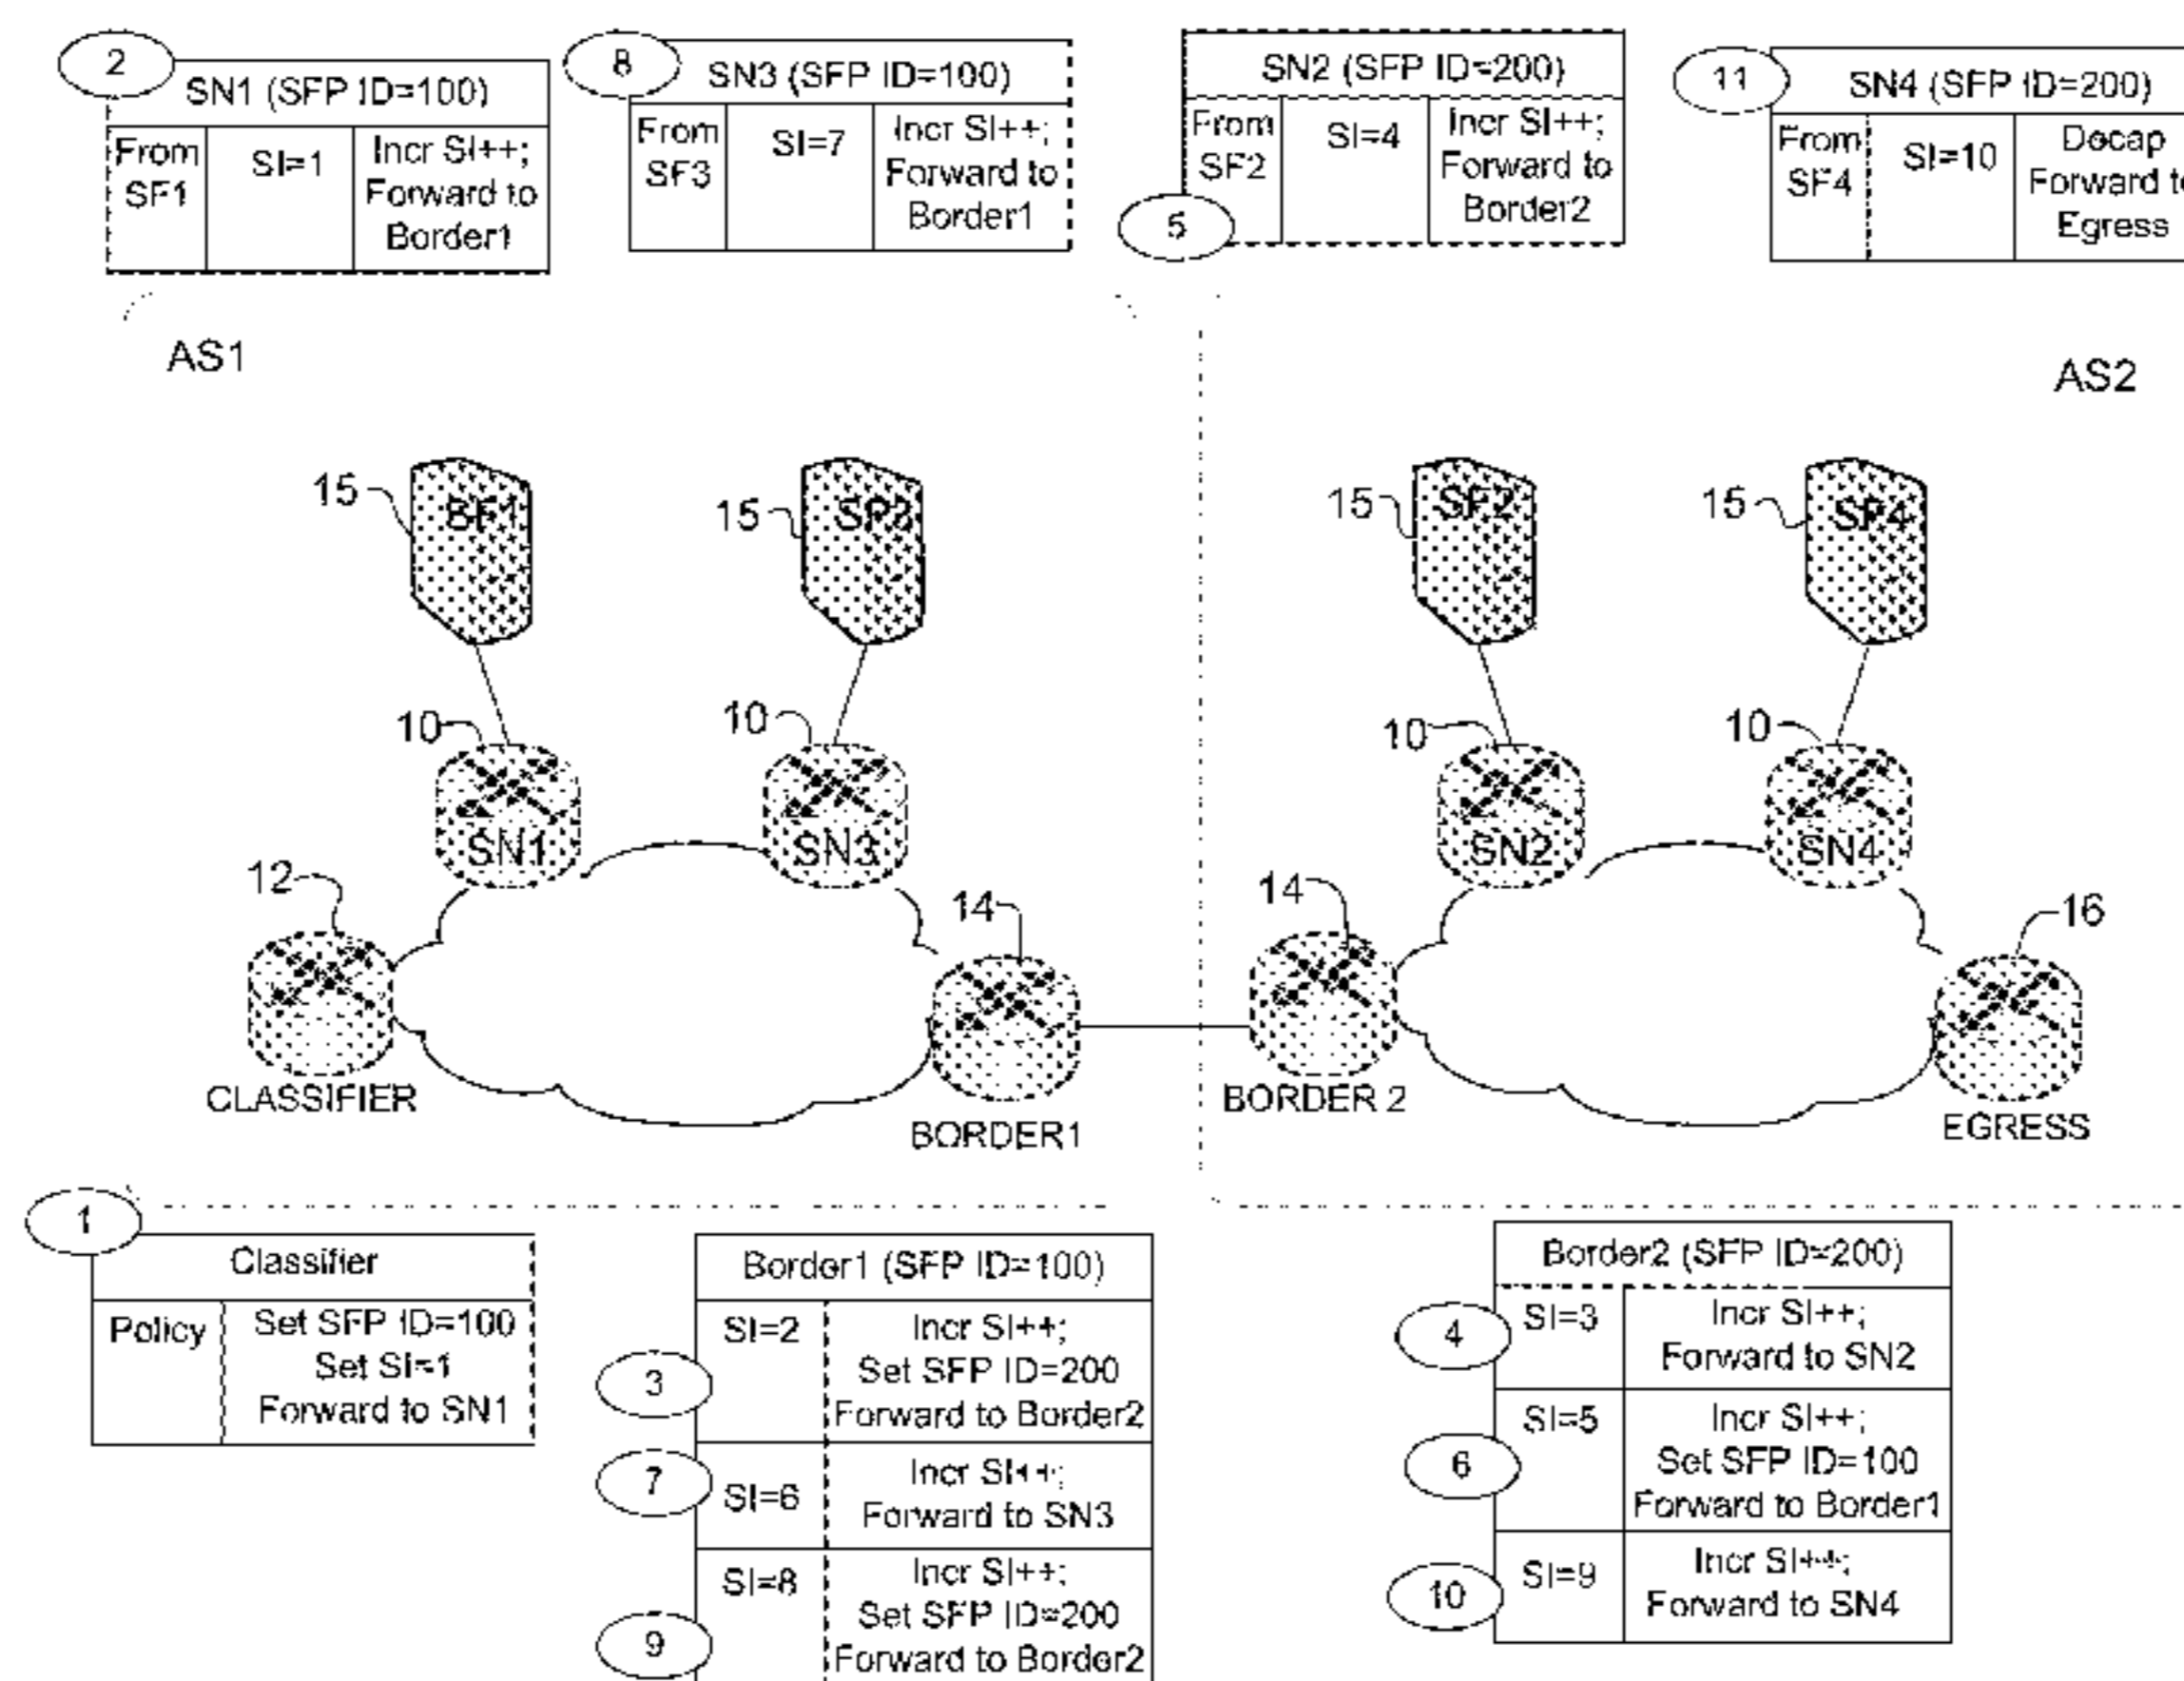 2
SN1 (SFP ID=100)
From SF1
SI=1
Incr SI++;
Forward to
Border1
8
SN3 (SFP ID=100)
From SF3
SI=7
Incr SI++;
Forward to
Border1
5
SN2 (SFP ID=200)
From SF2
SI=4
Incr SI++;
Forward to
Border2
11
SN4 (SFP ID=200)
From SF4
SI=10
Decap
Forward
Egress
AS1
AS2
15
SF1
15
15
SF2
15
10
SN1
10
SN3
10
SN2
10
SN4
12
CLASSIFIER
14
BORDER1
14
BORDER 2
16
EGRESS
1
Classifier
Policy
Set SFP ID=100
Set SI=1
Forward to SN1
Border1 (SFP ID=100)
3
SI=2
Incr SI++;
Set SFP ID=200
Forward to Border2
7
SI=6
Incr SI++;
Forward to SN3
9
SI=8
Incr SI++;
Set SFP ID=200
Forward to Border2
Border2 (SFP ID=200)
4
SI=3
Incr SI++;
Forward to SN2
6
SI=5
Incr SI++;
Set SFP ID=100
Forward to Border1
10
SI=9
Incr SI++;
Forward to SN4